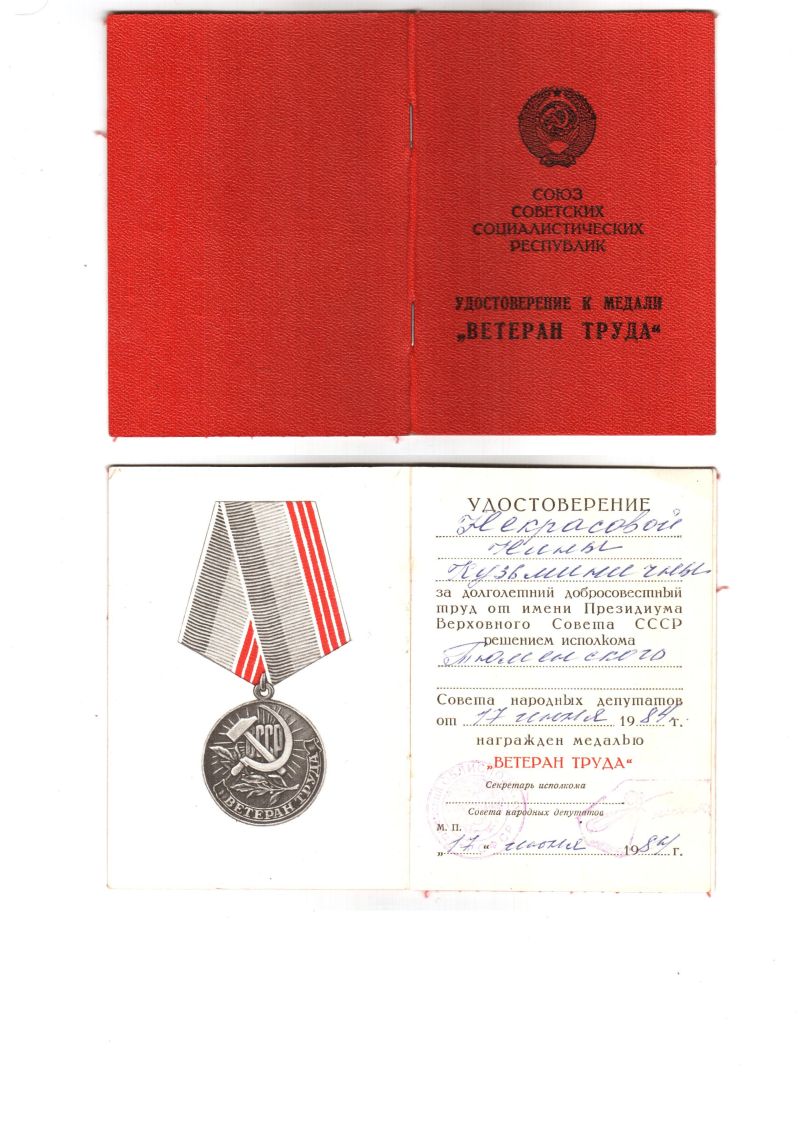 СОЮЗ
СОВЕТСКИХ
СОЦИАЛИСТИЧЕСКИХ
РЕСПУБЛИК
УДОСТОВЕРЕНИЕ К МЕДАЛИ
„ВЕТЕРАН ТРУДА“
СССР
ВЕТЕРАН ТРУДА
УДОСТОВЕРЕНИЕ
Некрасовой
Нины
Кузьминичны
за долголетний добросовестный
труд от имени Президиума
Верховного Совета СССР
решением исполкома
Тюменского
Совета народных депутатов
от 17 июня 1984 г.
награжден медалью
„ВЕТЕРАН ТРУДА“
Секретарь исполкома
Совета народных депутатов
М. П.
„17“ июня 1984 г.